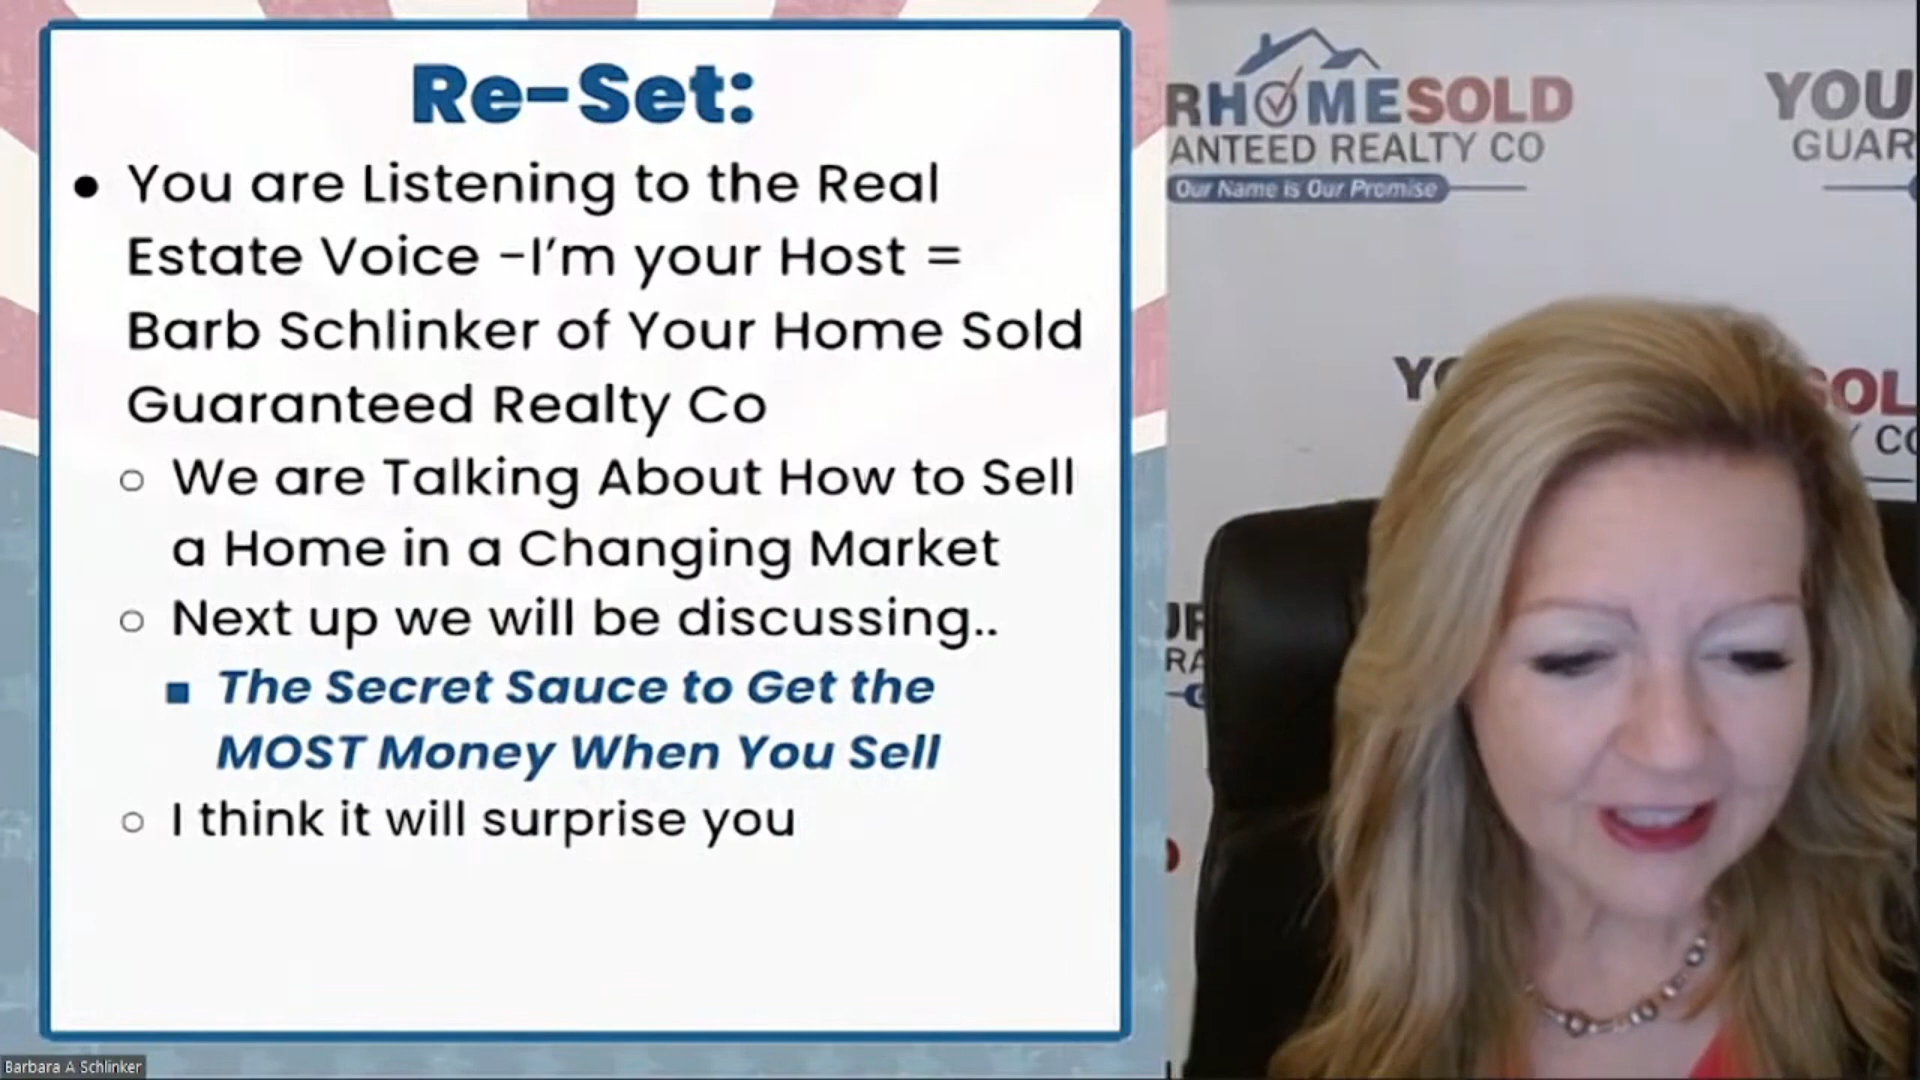 Re-Set:
● You are Listening to the Real
Estate Voice -I'm your Host =
Barb Schlinker of Your Home Sold
Guaranteed Realty Co
○ We are Talking About How to Sell
a Home in a Changing Market
○ Next up we will be discussing..
■ The Secret Sauce to Get the
MOST Money When You Sell
○ I think it will surprise you
Barbara A Schlinker
RHOMESOLD
ANTEED REALTY CO
Our Name is Our Promise
YOU
GUAR